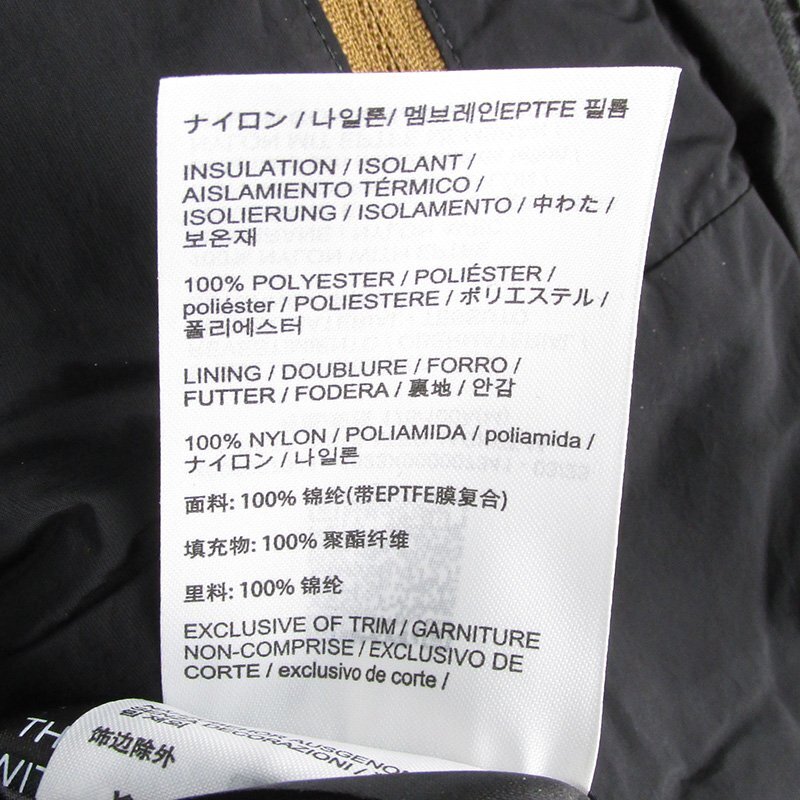 ナイロン / 나일론/ 멤브레인EPTFE 필름
INSULATION / ISOLANT /
AISLAMIENTO TÉRMICO /
ISOLIERUNG / ISOLAMENTO / 中わた /
보온재
100% POLYESTER / POLIÉSTER /
poliéster / POLIESTERE / ポリエステル /
폴리에스터
LINING / DOUBLURE / FORRO /
FUTTER / FODERA / 裏地 / 안감
100% NYLON / POLIAMIDA / poliamida /
ナイロン / 나일론
面料: 100% 锦纶(带EPTFE膜复合)
填充物: 100% 聚酯纤维
里料: 100% 锦纶
EXCLUSIVE OF TRIM / GARNITURE
NON-COMPRISE / EXCLUSIVO DE
CORTE / exclusivo de corte /
饰边除外
TH
NIT